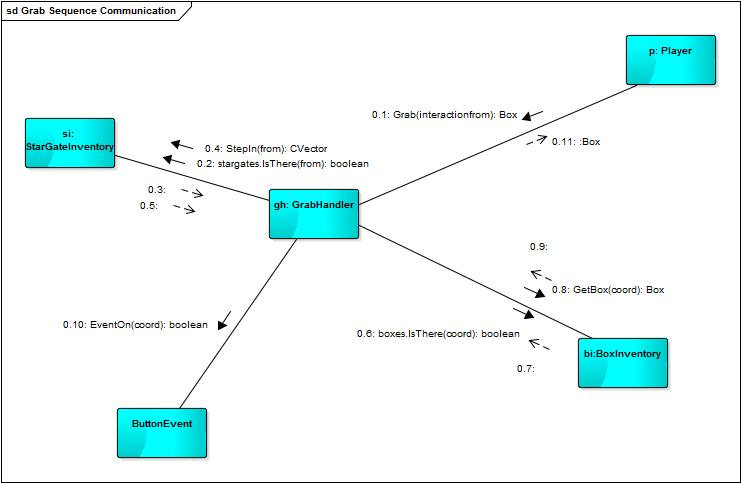 sd Grab Sequence Communication
p: Player
0.1: Grab(interactionfrom): Box
0.11: :Box
si:
StarGateInventory
0.4: StepIn(from): CVector
0.2: stargates.IsThere(from): boolean
0.3:
0.5:
gh: GrabHandler
0.9:
0.8: GetBox(coord): Box
0.10: EventOn(coord): boolean
0.6: boxes.IsThere(coord): boolean
bi:BoxInventory
0.7:
ButtonEvent